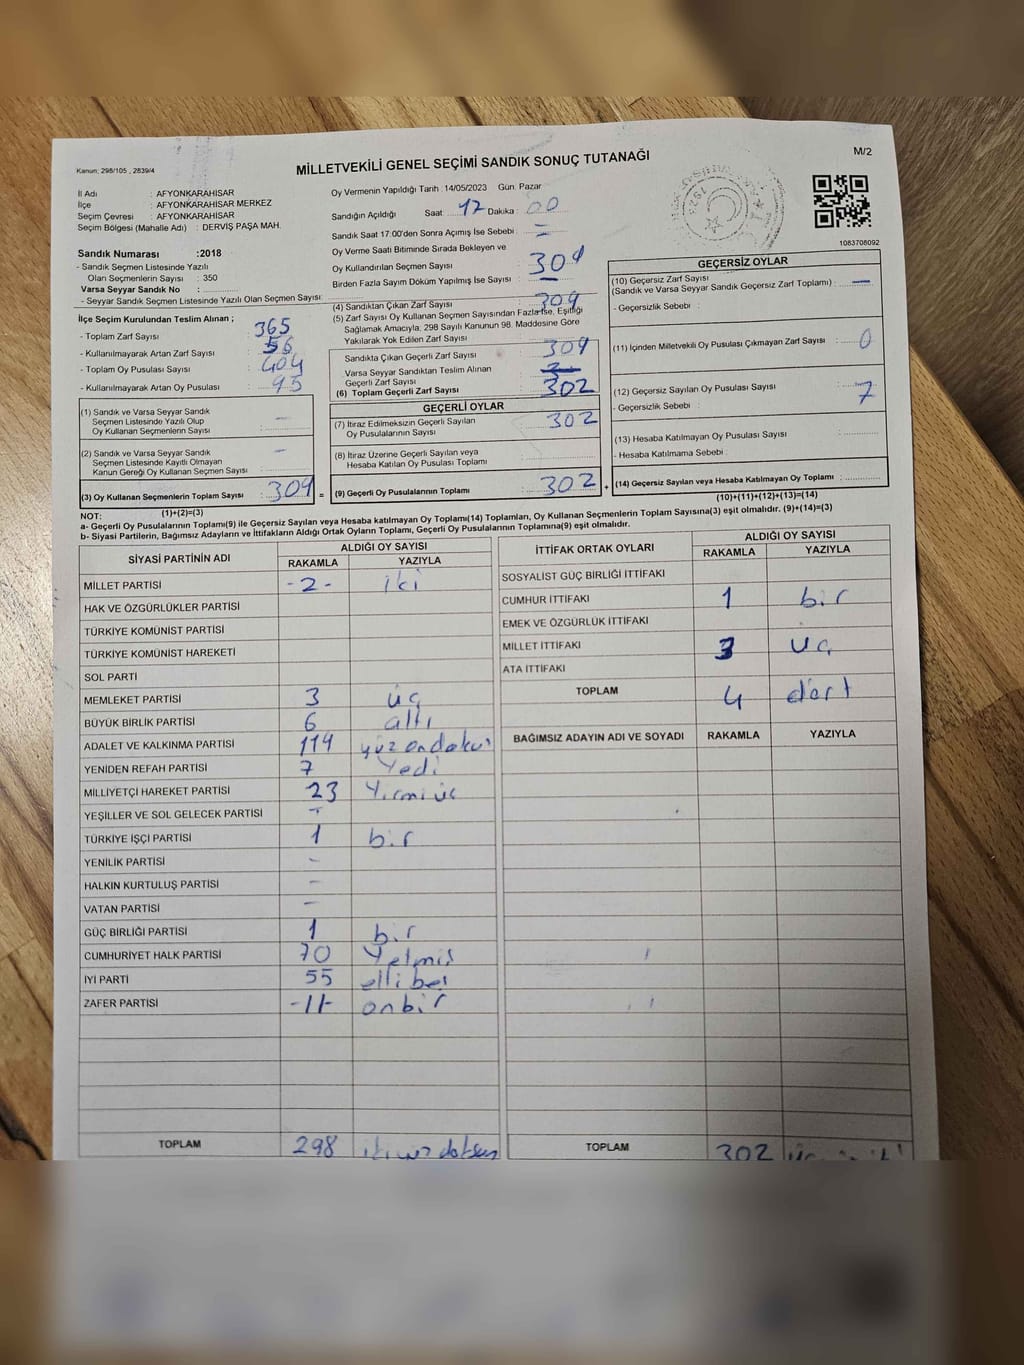 Kanun: 298/105 , 2839/4
MİLLETVEKİLİ GENEL SEÇİMİ SANDIK SONUÇ TUTANAĞI
M/2
İl Adı : AFYONKARAHİSAR
İlçe : AFYONKARAHİSAR MERKEZ
Seçim Çevresi : AFYONKARAHİSAR
Seçim Bölgesi (Mahalle Adı) : DERVİŞ PAŞA MAH.
Sandık Numarası :2018
- Sandık Seçmen Listesinde Yazılı
Olan Seçmenlerin Sayısı : 350
Varsa Seyyar Sandık No :
- Seyyar Sandık Seçmen Listesinde Yazılı Olan Seçmen Sayısı:
Oy Vermenin Yapıldığı Tarih : 14/05/2023 Gün. Pazar
Sandığın Açıldığı Saat: 17 Dakika : 00
Sandık Saat 17:00'den Sonra Açımış İse Sebebi :
Oy Verme Saati Bitiminde Sırada Bekleyen ve
Oy Kullandırılan Seçmen Sayısı : 309
Birden Fazla Sayım Döküm Yapılmış İse Sayısı : –
1083708092
İlçe Seçim Kurulundan Teslim Alınan ;
- Toplam Zarf Sayısı : 365
- Kullanılmayarak Artan Zarf Sayısı : 56
- Toplam Oy Pusulası Sayısı : 404
- Kullanılmayarak Artan Oy Pusulası : 95
(4) Sandıktan Çıkan Zarf Sayısı : 309
(5) Zarf Sayısı Oy Kullanan Seçmen Sayısından Fazla İse, Eşitliği
Sağlamak Amacıyla, 298 Sayılı Kanunun 98. Maddesine Göre
Yakılarak Yok Edilen Zarf Sayısı
Sandıkta Çıkan Geçerli Zarf Sayısı : 309
Varsa Seyyar Sandıktan Teslim Alınan
Geçerli Zarf Sayısı
(6) Toplam Geçerli Zarf Sayısı : 302
GEÇERSİZ OYLAR
(10) Geçersiz Zarf Sayısı
(Sandık ve Varsa Seyyar Sandık Geçersiz Zarf Toplamı) : –
- Geçersizlik Sebebi :
(11) İçinden Milletvekili Oy Pusulası Çıkmayan Zarf Sayısı : 0
(12) Geçersiz Sayılan Oy Pusulası Sayısı : 7
- Geçersizlik Sebebi :
(13) Hesaba Katılmayan Oy Pusulası Sayısı :
- Hesaba Katılmama Sebebi :
(14) Geçersiz Sayılan veya Hesaba Katılmayan Oy Toplamı :
(10)+(11)+(12)+(13)=(14)
(1) Sandık ve Varsa Seyyar Sandık
Seçmen Listesinde Yazılı Olup
Oy Kullanan Seçmenlerin Sayısı : –
(2) Sandık ve Varsa Seyyar Sandık
Seçmen Listesinde Kayıtlı Olmayan
Kanun Gereği Oy Kullanan Seçmen Sayısı : –
(3) Oy Kullanan Seçmenlerin Toplam Sayısı : 309 =
(1)+(2)=(3)
GEÇERLİ OYLAR
(7) İtiraz Edilmeksizin Geçerli Sayılan
Oy Pusulalarının Sayısı : 302
(8) İtiraz Üzerine Geçerli Sayılan veya
Hesaba Katılan Oy Pusulası Toplamı :
(9) Geçerli Oy Pusulalarının Toplamı : 302 +
NOT:
a- Geçerli Oy Pusulalarının Toplamı(9) ile Geçersiz Sayılan veya Hesaba katılmayan Oy Toplamı(14) Toplamları, Oy Kullanan Seçmenlerin Toplam Sayısına(3) eşit olmalıdır. (9)+(14)=(3)
b- Siyasi Partilerin, Bağımsız Adayların ve İttifakların Aldığı Ortak Oyların Toplamı, Geçerli Oy Pusulalarının Toplamına(9) eşit olmalıdır.
SİYASİ PARTİNİN ADI ALDIĞI OY SAYISI
RAKAMLA YAZIYLA
MİLLET PARTİSİ -2- iki
HAK VE ÖZGÜRLÜKLER PARTİSİ
TÜRKİYE KOMÜNİST PARTİSİ
TÜRKİYE KOMÜNİST HAREKETİ
SOL PARTİ
MEMLEKET PARTİSİ 3 üç
BÜYÜK BİRLİK PARTİSİ 6 altı
ADALET VE KALKINMA PARTİSİ 119 yüz ondokuz
YENİDEN REFAH PARTİSİ 7 Yedi
MİLLİYETÇİ HAREKET PARTİSİ 23 Yirmi üç
YEŞİLLER VE SOL GELECEK PARTİSİ –
TÜRKİYE İŞÇİ PARTİSİ 1 bir
YENİLİK PARTİSİ –
HALKIN KURTULUŞ PARTİSİ –
VATAN PARTİSİ –
GÜÇ BİRLİĞİ PARTİSİ 1 bir
CUMHURİYET HALK PARTİSİ 70 Yetmiş
İYİ PARTİ 55 ellibeş
ZAFER PARTİSİ -11- onbir
TOPLAM 298
İTTİFAK ORTAK OYLARI ALDIĞI OY SAYISI
RAKAMLA YAZIYLA
SOSYALİST GÜÇ BİRLİĞİ İTTİFAKI
CUMHUR İTTİFAKI 1 bir
EMEK VE ÖZGÜRLÜK İTTİFAKI
MİLLET İTTİFAKI 3 üç
ATA İTTİFAKI
TOPLAM 4 dört
BAĞIMSIZ ADAYIN ADI VE SOYADI RAKAMLA YAZIYLA
TOPLAM 302